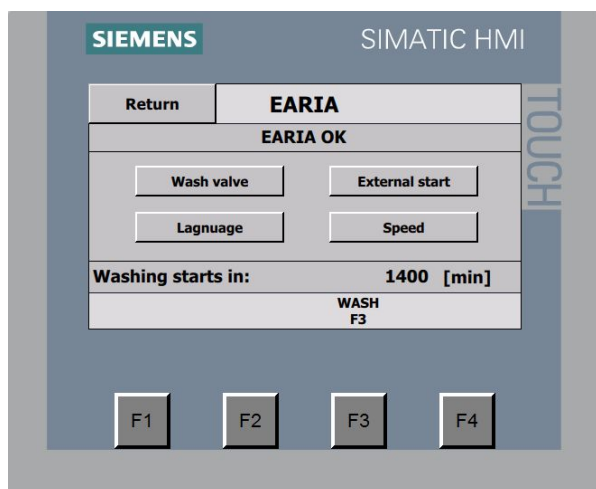 SIEMENS
SIMATIC HMI
TOUCH
Return
EARIA
EARIA OK
Wash valve
External start
Lagnuage
Speed
Washing starts in: 1400 [min]
WASH
F3
F1
F2
F3
F4